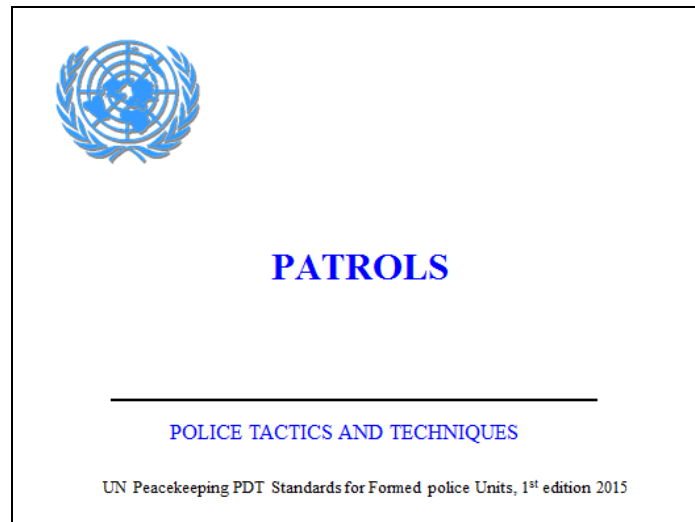 PATROLS
POLICE TACTICS AND TECHNIQUES
UN Peacekeeping PDT Standards for Formed police Units, 1st edition 2015